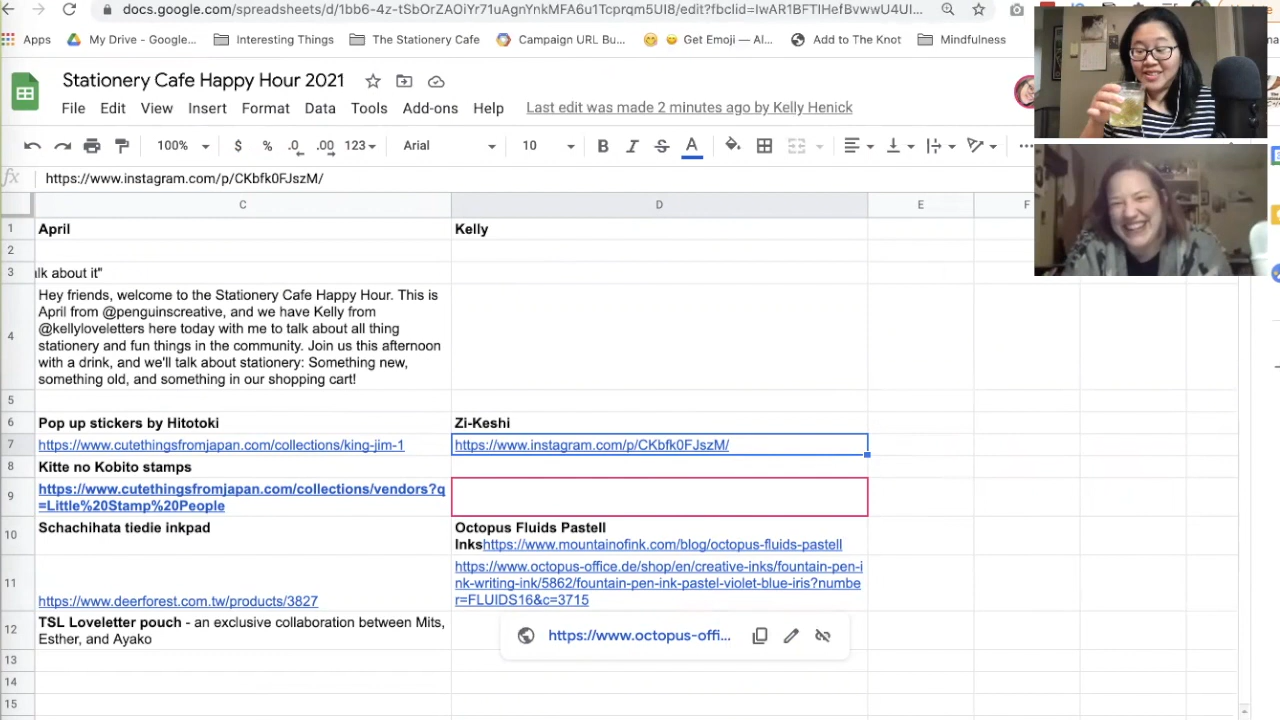 docs.google.com/spreadsheets/d/1bb6-4z-tSbOrZAOiYr71uAgnYnkMFA6u1Tcprqm5UI8/edit?fbclid=IwAR1BFTIHefBvwwU4UI...
Apps My Drive - Google... Interesting Things The Stationery Cafe Campaign URL Bu... Get Emoji — Al... Add to The Knot Mindfulness
Stationery Cafe Happy Hour 2021
File Edit View Insert Format Data Tools Add-ons Help Last edit was made 2 minutes ago by Kelly Henick
100% $ % .0 .00 123 Arial 10 B I S A
fx https://www.instagram.com/p/CKbfk0FJszM/
C D E F
1 April Kelly
2
3 lk about it"
4 Hey friends, welcome to the Stationery Cafe Happy Hour. This is
April from @penguinscreative, and we have Kelly from
@kellyloveletters here today with me to talk about all thing
stationery and fun things in the community. Join us this afternoon
with a drink, and we'll talk about stationery: Something new,
something old, and something in our shopping cart!
5
6 Pop up stickers by Hitotoki Zi-Keshi
7 https://www.cutethingsfromjapan.com/collections/king-jim-1 https://www.instagram.com/p/CKbfk0FJszM/
8 Kitte no Kobito stamps
9 https://www.cutethingsfromjapan.com/collections/vendors?q
=Little%20Stamp%20People
10 Schachihata tiedie inkpad Octopus Fluids Pastell
Inkshttps://www.mountainofink.com/blog/octopus-fluids-pastell
11 https://www.deerforest.com.tw/products/3827 https://www.octopus-office.de/shop/en/creative-inks/fountain-pen-i
nk-writing-ink/5862/fountain-pen-ink-pastel-violet-blue-iris?numbe
r=FLUIDS16&c=3715
12 TSL Loveletter pouch - an exclusive collaboration between Mits,
Esther, and Ayako
https://www.octopus-offi...
13
14
15